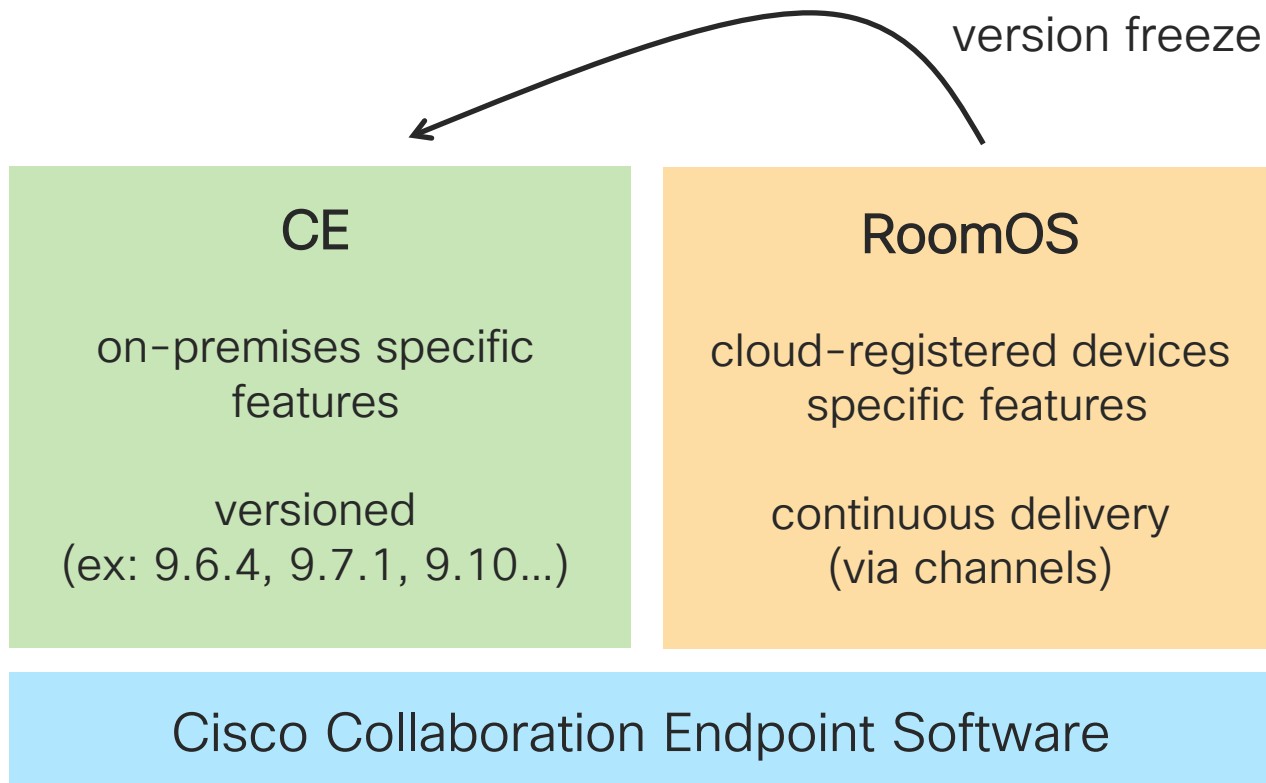 version freeze
CE
on-premises specific
features
versioned
(ex: 9.6.4, 9.7.1, 9.10...)
RoomOS
cloud-registered devices
specific features
continuous delivery
(via channels)
Cisco Collaboration Endpoint Software